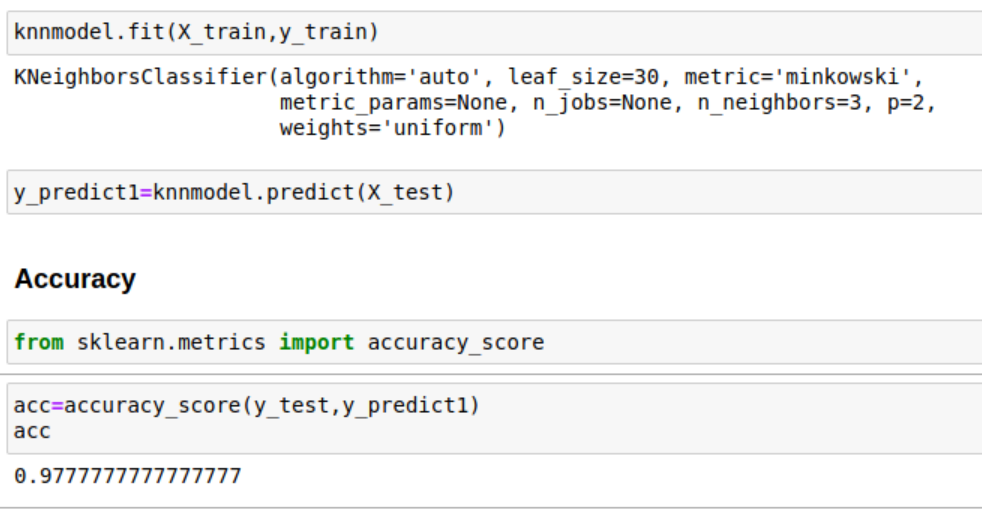 knnmodel.fit(X_train,y_train)
KNeighborsClassifier(algorithm='auto', leaf_size=30, metric='minkowski',
metric_params=None, n_jobs=None, n_neighbors=3, p=2,
weights='uniform')
y_predict1=knnmodel.predict(X_test)
Accuracy
from sklearn.metrics import accuracy_score
acc=accuracy_score(y_test,y_predict1)
acc
0.9777777777777777